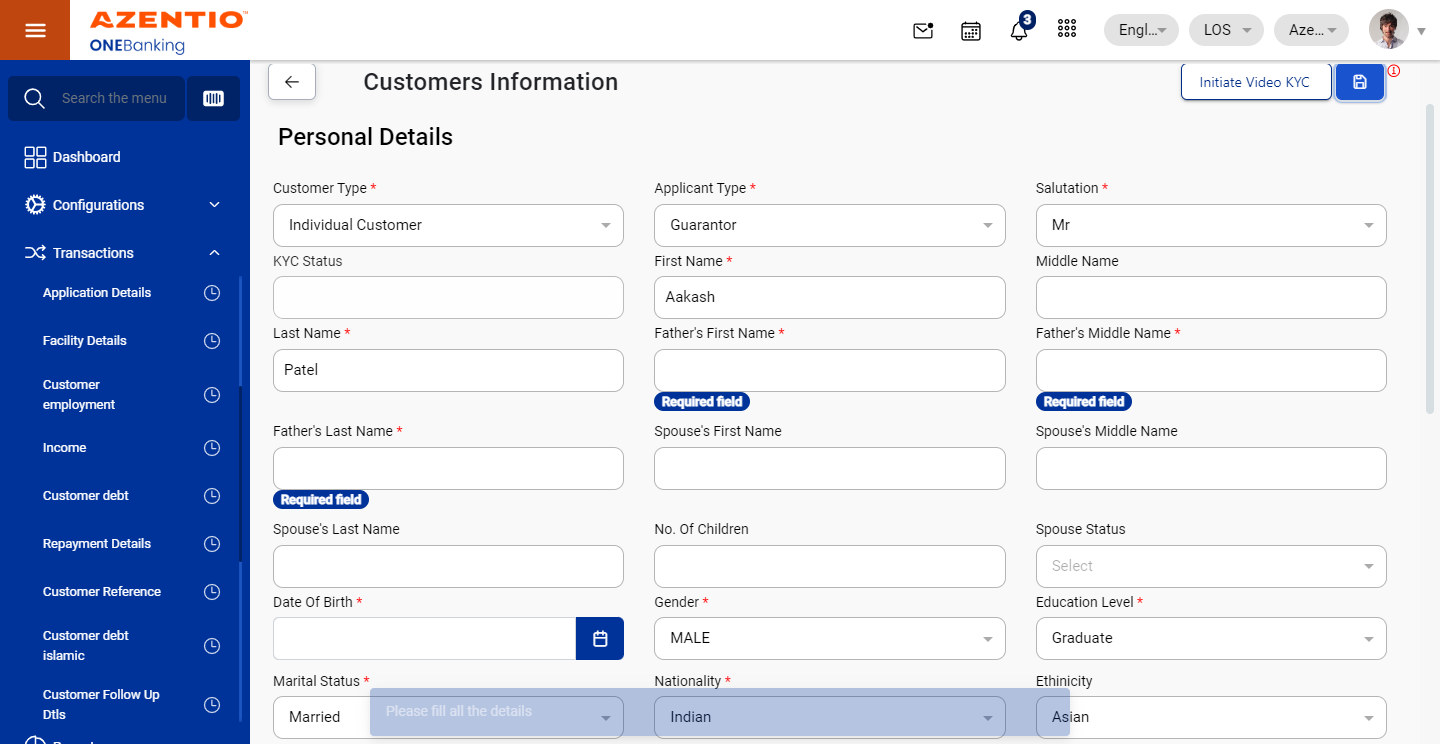 AZENTIO™
ONEBanking
3
Engl...
LOS
Aze...
Search the menu
Dashboard
Configurations
Transactions
Application Details
Facility Details
Customer
employment
Income
Customer debt
Repayment Details
Customer Reference
Customer debt
islamic
Customer Follow Up
Dtls
Customers Information
Initiate Video KYC
Personal Details
Customer Type *
Applicant Type *
Salutation *
Individual Customer
Guarantor
Mr
KYC Status
First Name *
Middle Name
Aakash
Last Name *
Father's First Name *
Father's Middle Name *
Patel
Required field
Required field
Father's Last Name *
Spouse's First Name
Spouse's Middle Name
Required field
Spouse's Last Name
No. Of Children
Spouse Status
Select
Date Of Birth *
Gender *
Education Level *
MALE
Graduate
Marital Status *
Nationality *
Ethinicity
Married
Please fill all the details
Indian
Asian